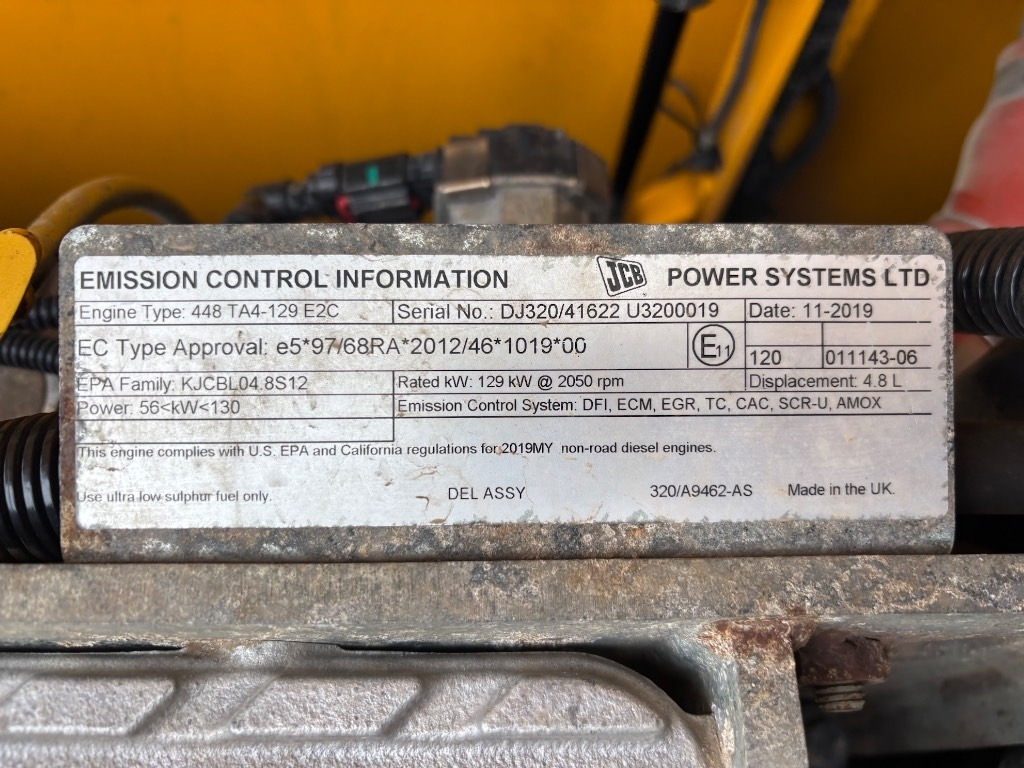 EMISSION CONTROL INFORMATION JCB POWER SYSTEMS LTD
Engine Type: 448 TA4-129 E2C Serial No.: DJ320/41622 U3200019 Date: 11-2019
EC Type Approval: e5*97/68RA*2012/46*1019*00 E11 120 011143-06
EPA Family: KJCBL04.8S12 Rated kW: 129 kW @ 2050 rpm Displacement: 4.8 L
Power: 56<kW<130 Emission Control System: DFI, ECM, EGR, TC, CAC, SCR-U, AMOX
This engine complies with U.S. EPA and California regulations for 2019MY non-road diesel engines.
Use ultra low sulphur fuel only. DEL ASSY 320/A9462-AS Made in the UK.